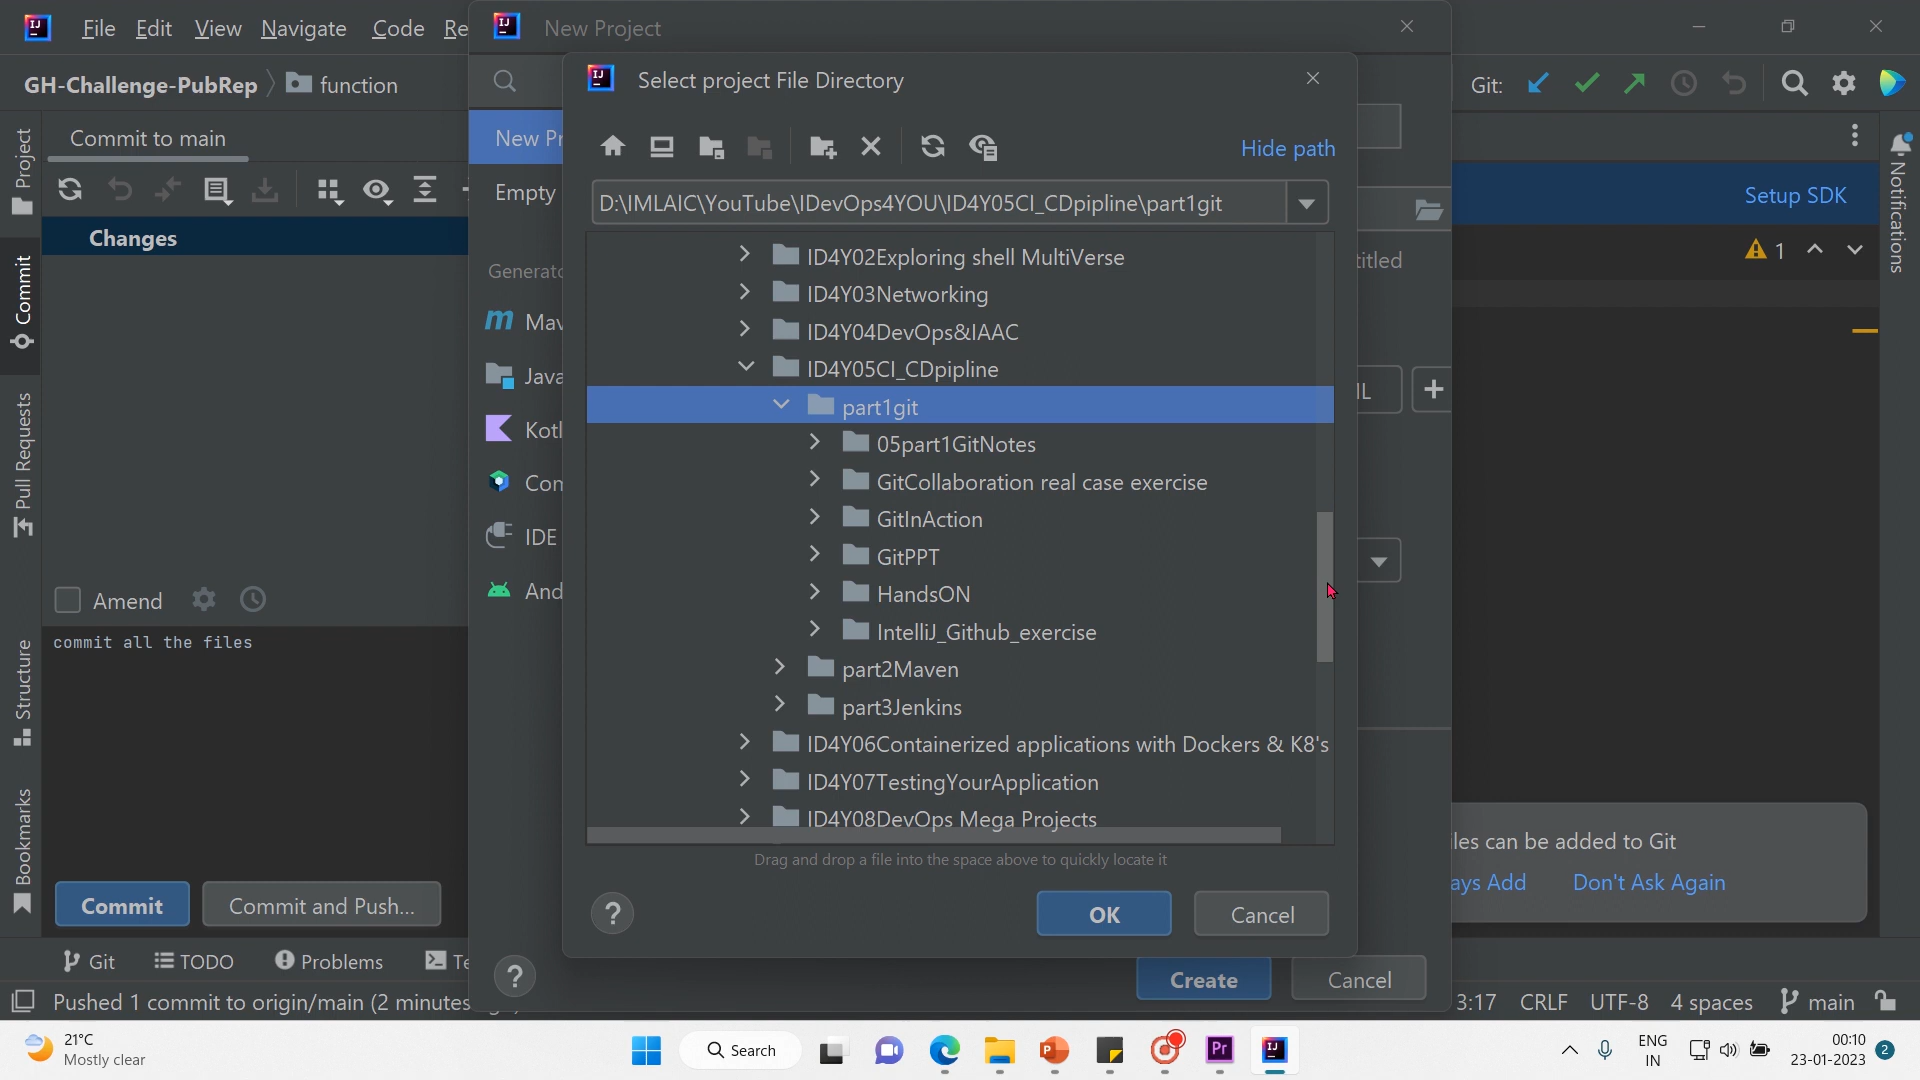 File Edit View Navigate Code Re
New Project
GH-Challenge-PubRep function
Select project File Directory
Git:
Commit to main
New Pr
Hide path
Empty
D:\IMLAIC\YouTube\IDevOps4YOU\ID4Y05CI_CDpipline\part1git
Setup SDK
Changes
Generato
itled
1
ID4Y02Exploring shell MultiVerse
ID4Y03Networking
ID4Y04DevOps&IAAC
ID4Y05CI_CDpipline
part1git
05part1GitNotes
GitCollaboration real case exercise
GitInAction
GitPPT
HandsON
IntelliJ_Github_exercise
part2Maven
part3Jenkins
ID4Y06Containerized applications with Dockers & K8's
ID4Y07TestingYourApplication
ID4Y08DevOps Mega Projects
Mav
Java
Kotl
Com
IDE
And
IL
Project
Commit
Pull Requests
Structure
Bookmarks
Notifications
Amend
commit all the files
Drag and drop a file into the space above to quickly locate it
les can be added to Git
ays Add Don't Ask Again
Commit Commit and Push...
? OK Cancel
Git TODO Problems Te
? Create Cancel
Pushed 1 commit to origin/main (2 minutes
3:17 CRLF UTF-8 4 spaces main
21°C
Mostly clear
Search
ENG
IN
00:10
23-01-2023
2